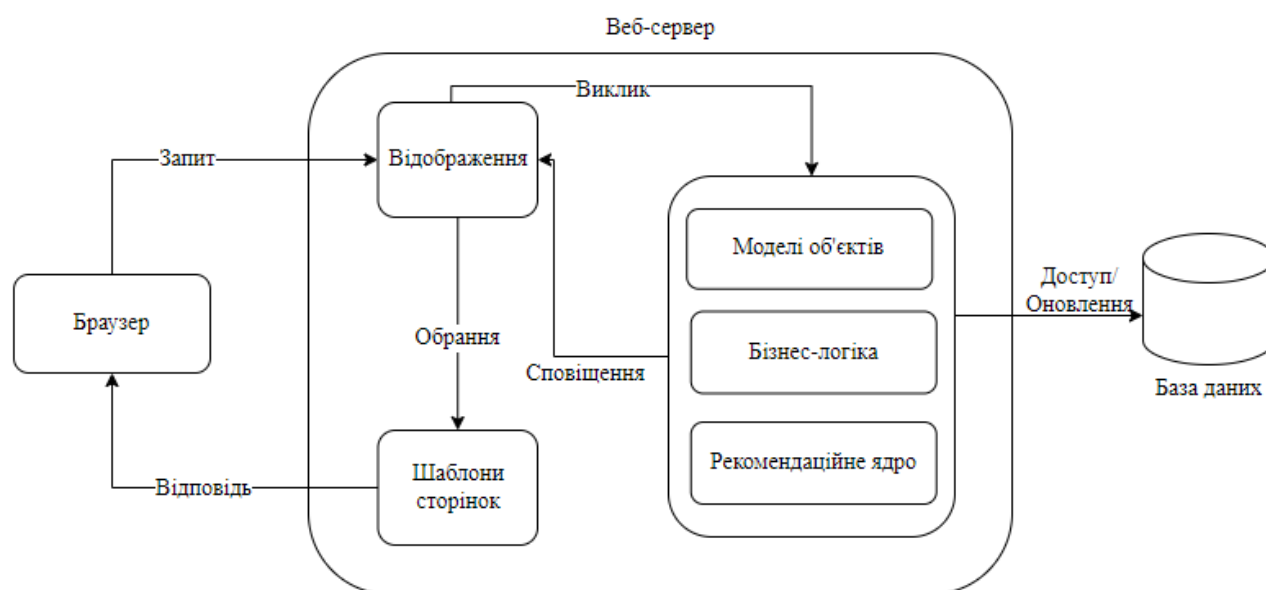 Веб-сервер
Виклик
Запит
Відображення
Моделі об'єктів
Доступ/
Оновлення
Браузер
Обрання
Бізнес-логіка
Сповіщення
База даних
Рекомендаційне ядро
Шаблони
сторінок
Відповідь